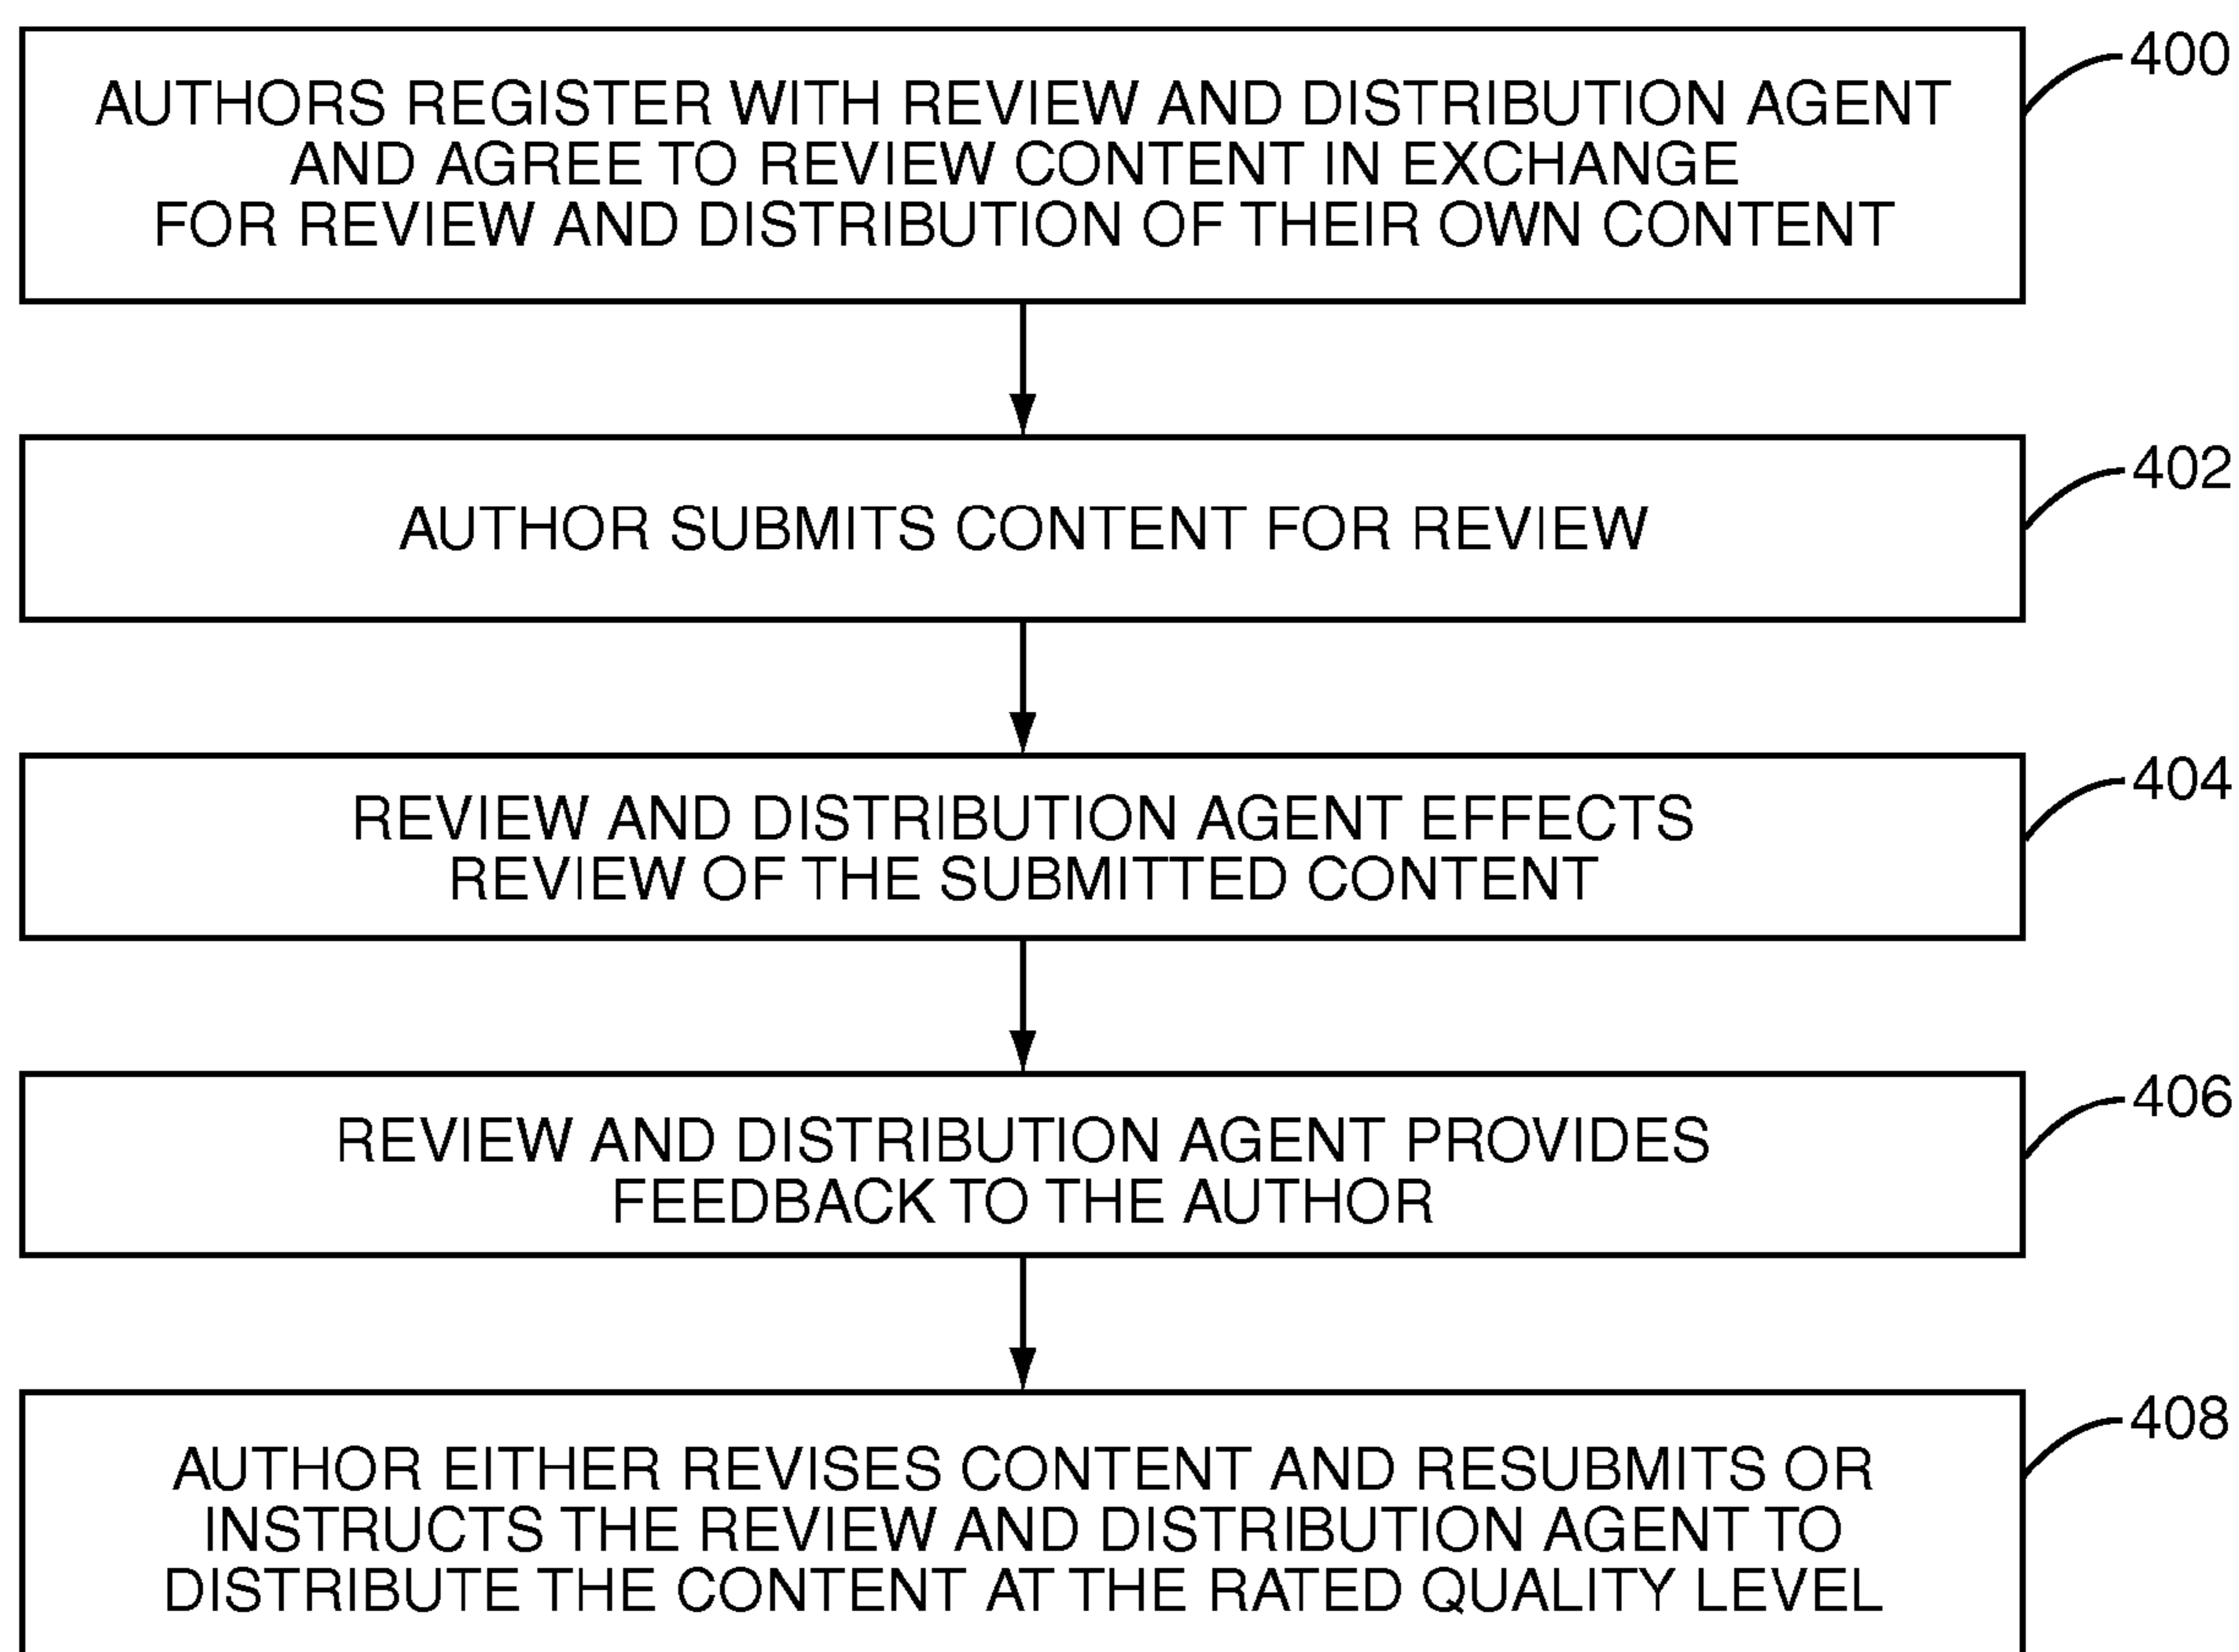 400
AUTHORS REGISTER WITH REVIEW AND DISTRIBUTION AGENT
AND AGREE TO REVIEW CONTENT IN EXCHANGE
FOR REVIEW AND DISTRIBUTION OF THEIR OWN CONTENT
402
AUTHOR SUBMITS CONTENT FOR REVIEW
404
REVIEW AND DISTRIBUTION AGENT EFFECTS
REVIEW OF THE SUBMITTED CONTENT
406
REVIEW AND DISTRIBUTION AGENT PROVIDES
FEEDBACK TO THE AUTHOR
408
AUTHOR EITHER REVISES CONTENT AND RESUBMITS OR
INSTRUCTS THE REVIEW AND DISTRIBUTION AGENT TO
DISTRIBUTE THE CONTENT AT THE RATED QUALITY LEVEL